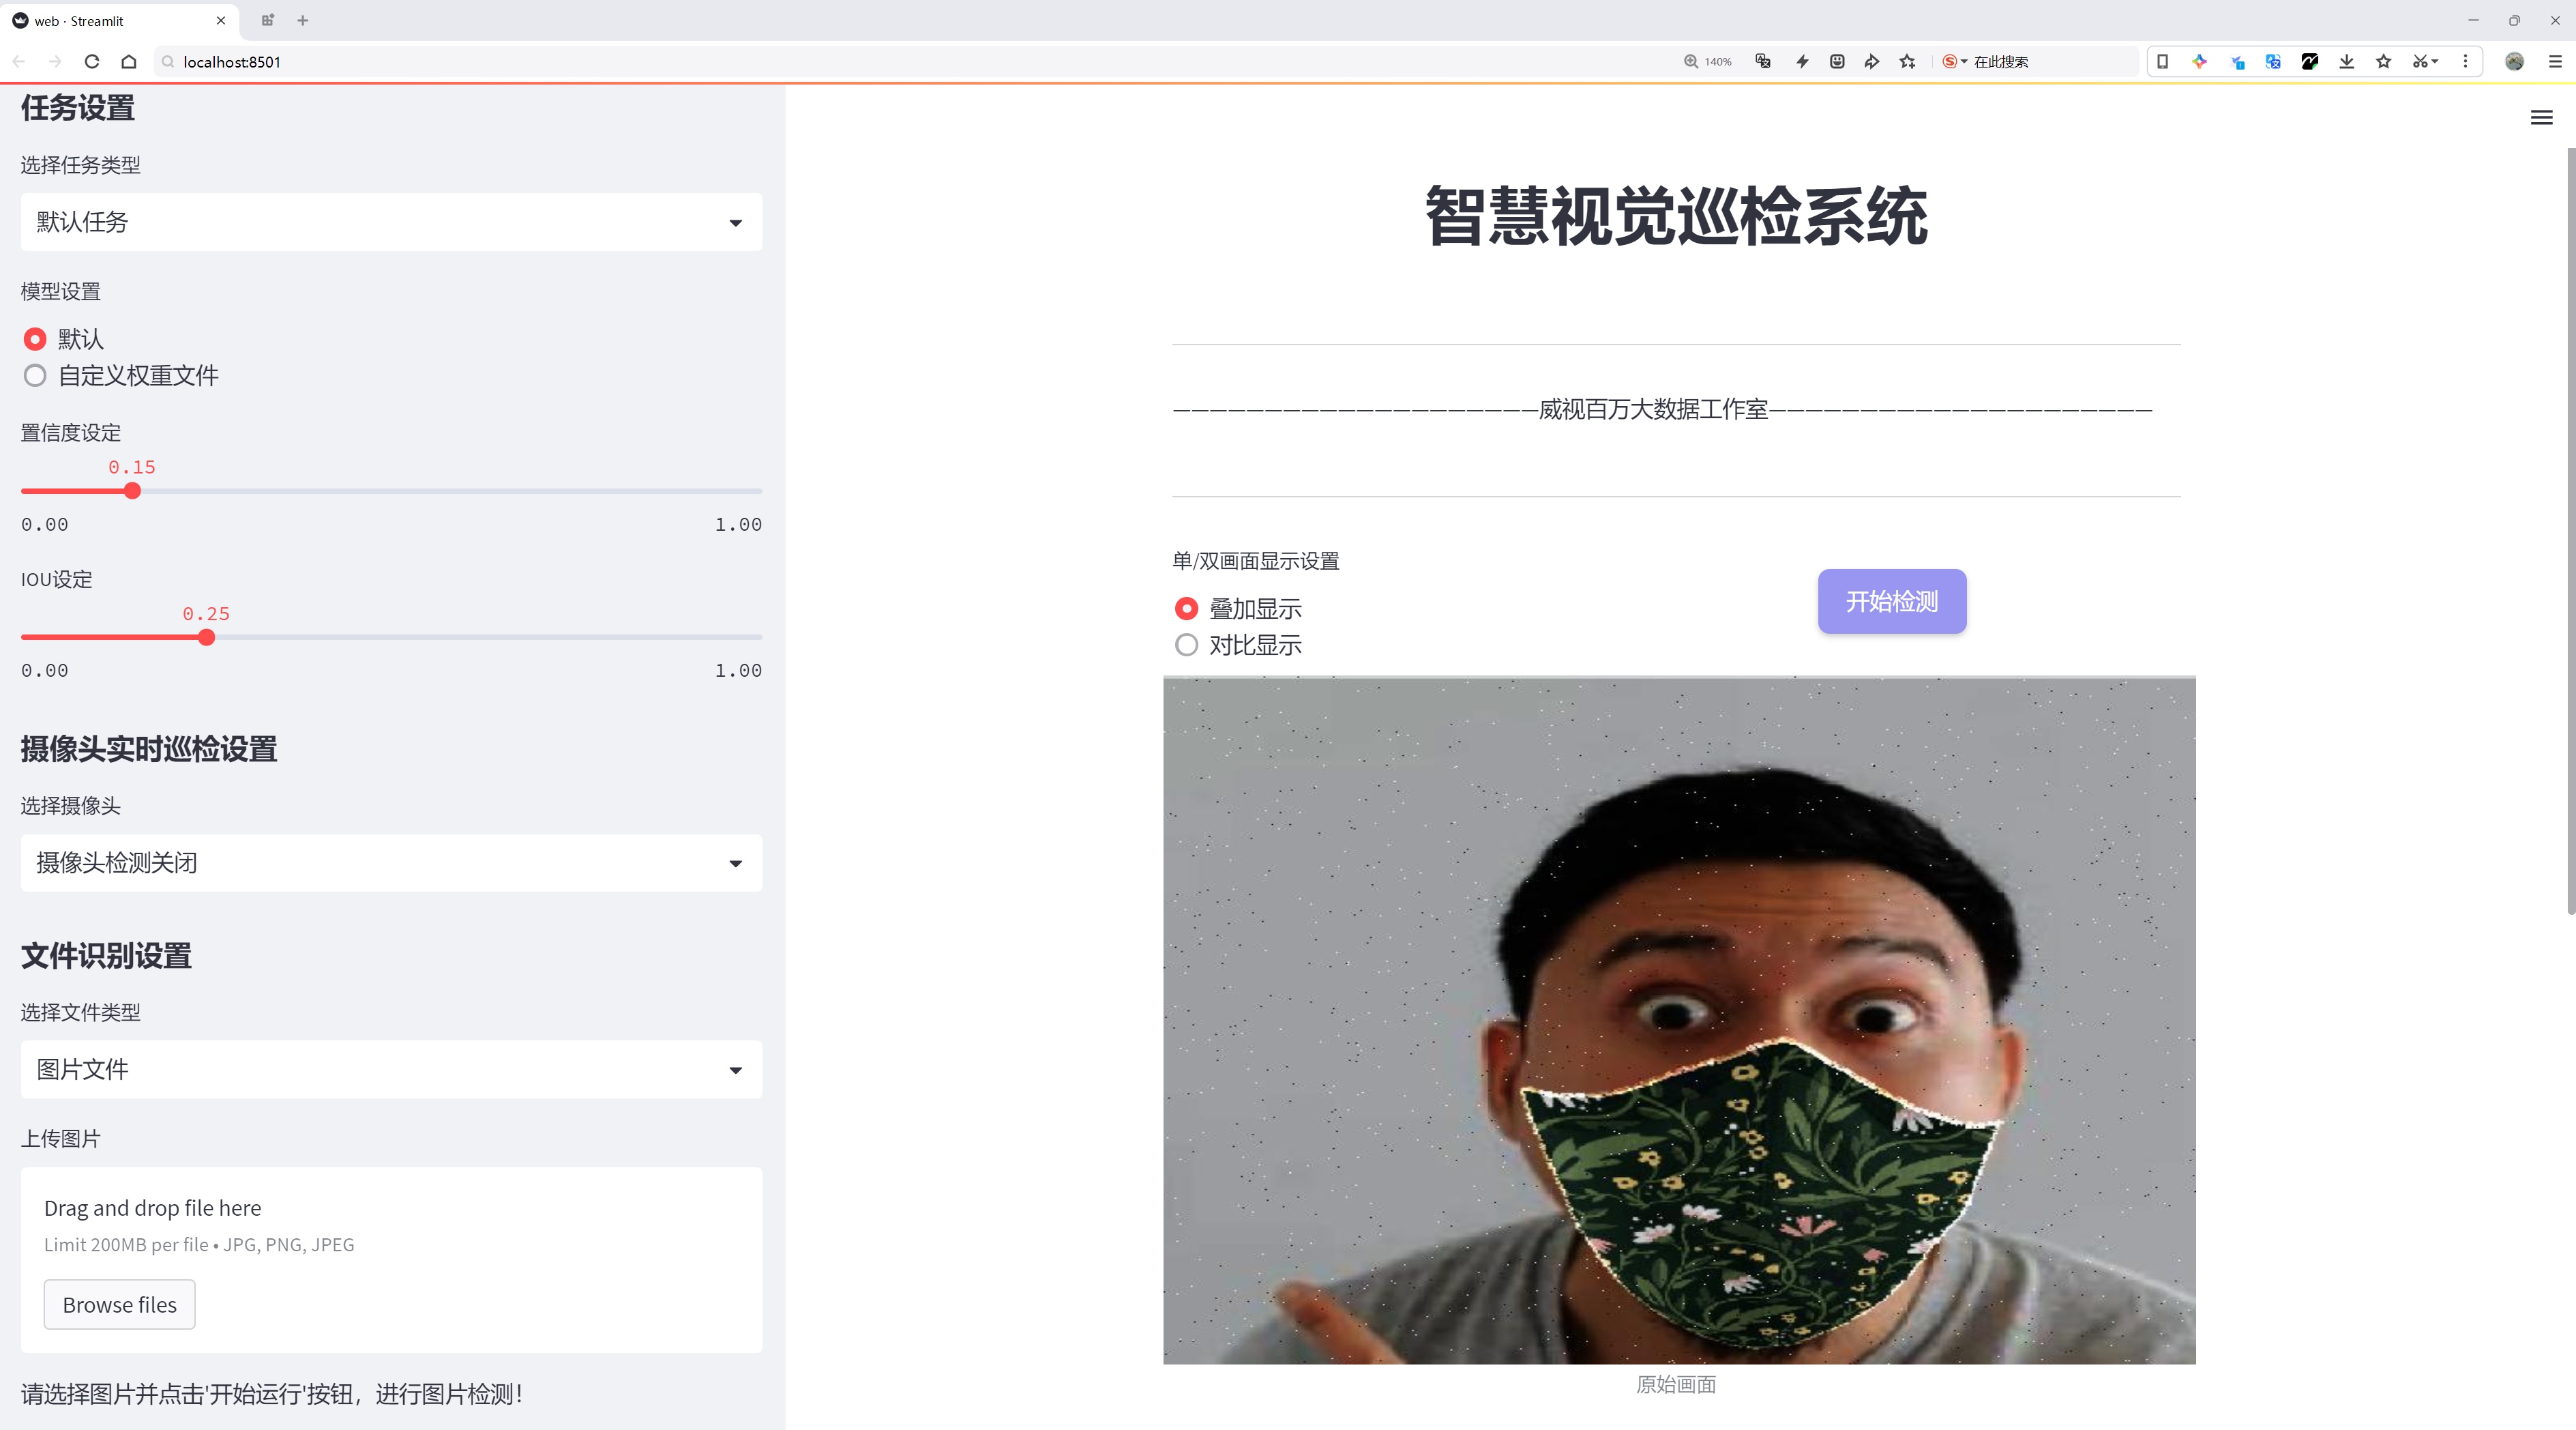 web · Streamlit
localhost:8501
140%
在此搜索
任务设置
选择任务类型
默认任务
模型设置
默认
自定义权重文件
置信度设定
0.15
0.00 1.00
IOU设定
0.25
0.00 1.00
摄像头实时巡检设置
选择摄像头
摄像头检测关闭
文件识别设置
选择文件类型
图片文件
上传图片
Drag and drop file here
Limit 200MB per file • JPG, PNG, JPEG
Browse files
请选择图片并点击'开始运行'按钮，进行图片检测！
智慧视觉巡检系统
—————————————————————威视百万大数据工作室——————————————————————
单/双画面显示设置
叠加显示
对比显示
开始检测
原始画面